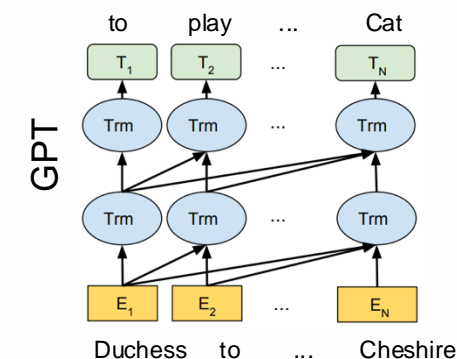 to play ... Cat
T1 T2 ... TN
Trm Trm ... Trm
GPT
Trm Trm ... Trm
E1 E2 ... EN
Duchess to ... Cheshire